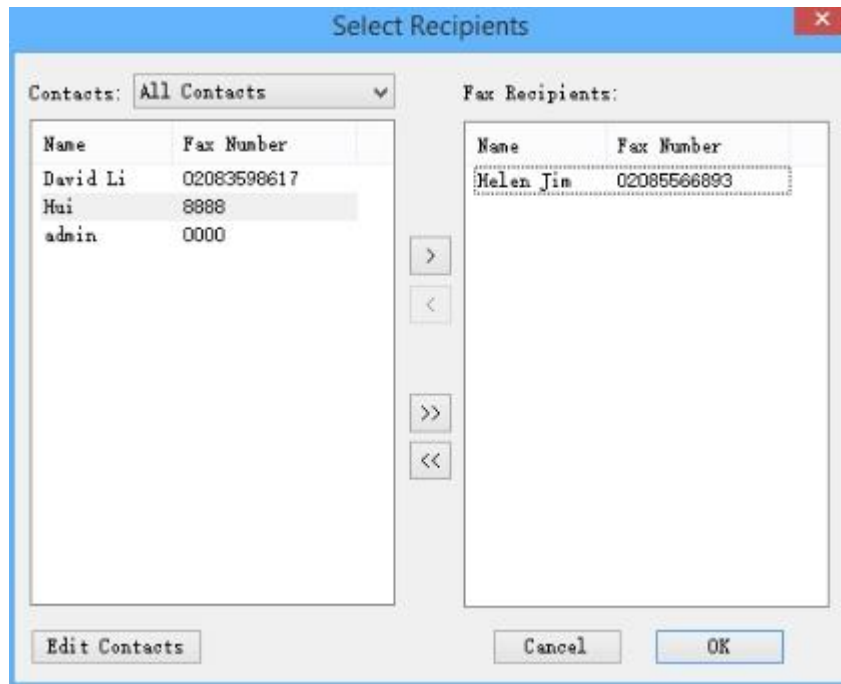 Select Recipients
Contacts: All Contacts
Fax Recipients:
Name Fax Number
David Li 02083598617
Hui 8888
admin 0000
Name Fax Number
Helen Jim 02085566893
>
<
>>
<<
Edit Contacts
Cancel
OK